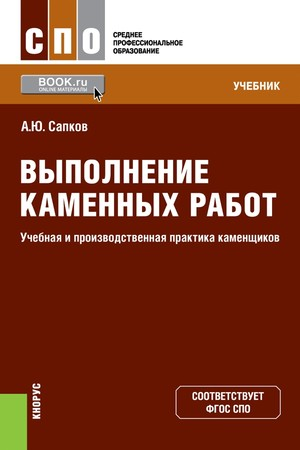 СПО
СРЕДНЕЕ
ПРОФЕССИОНАЛЬНОЕ
ОБРАЗОВАНИЕ
BOOK.ru
ONLINE МАТЕРИАЛЫ
УЧЕБНИК
А.Ю. Сапков
ВЫПОЛНЕНИЕ
КАМЕННЫХ РАБОТ
Учебная и производственная практика каменщиков
СООТВЕТСТВУЕТ
ФГОС СПО
КНОРУС